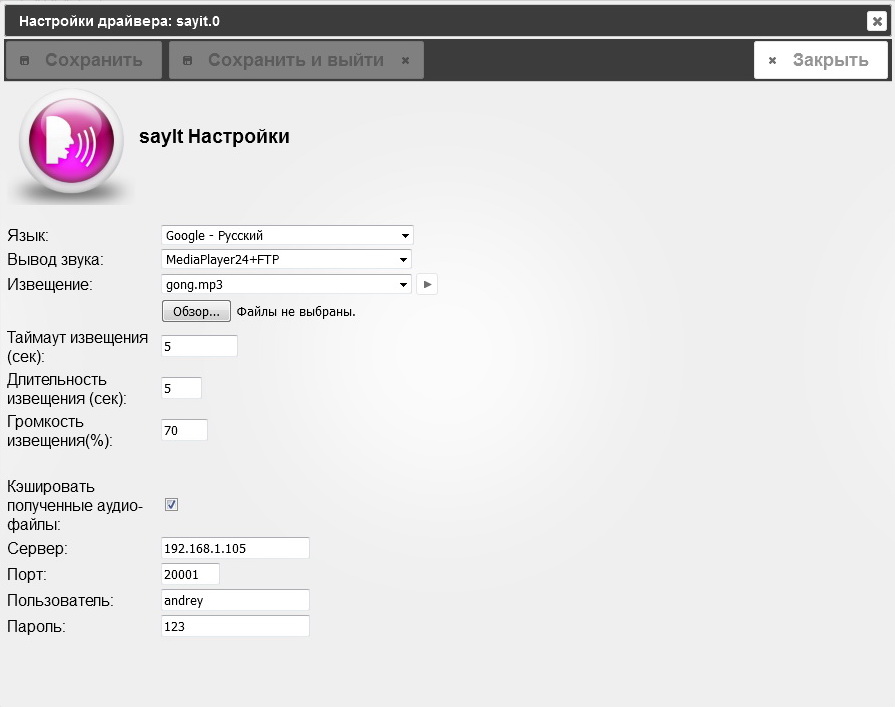 Настройки драйвера: sayit.0
Сохранить Сохранить и выйти Закрыть
sayIt Настройки
Язык: Google - Русский
Вывод звука: MediaPlayer24+FTP
Извещение: gong.mp3
Обзор... Файлы не выбраны.
Таймаут извещения
(сек): 5
Длительность
извещения (сек): 5
Громкость
извещения(%): 70
Кэшировать
полученные аудио-
файлы:
Сервер: 192.168.1.105
Порт: 20001
Пользователь: andrey
Пароль: 123